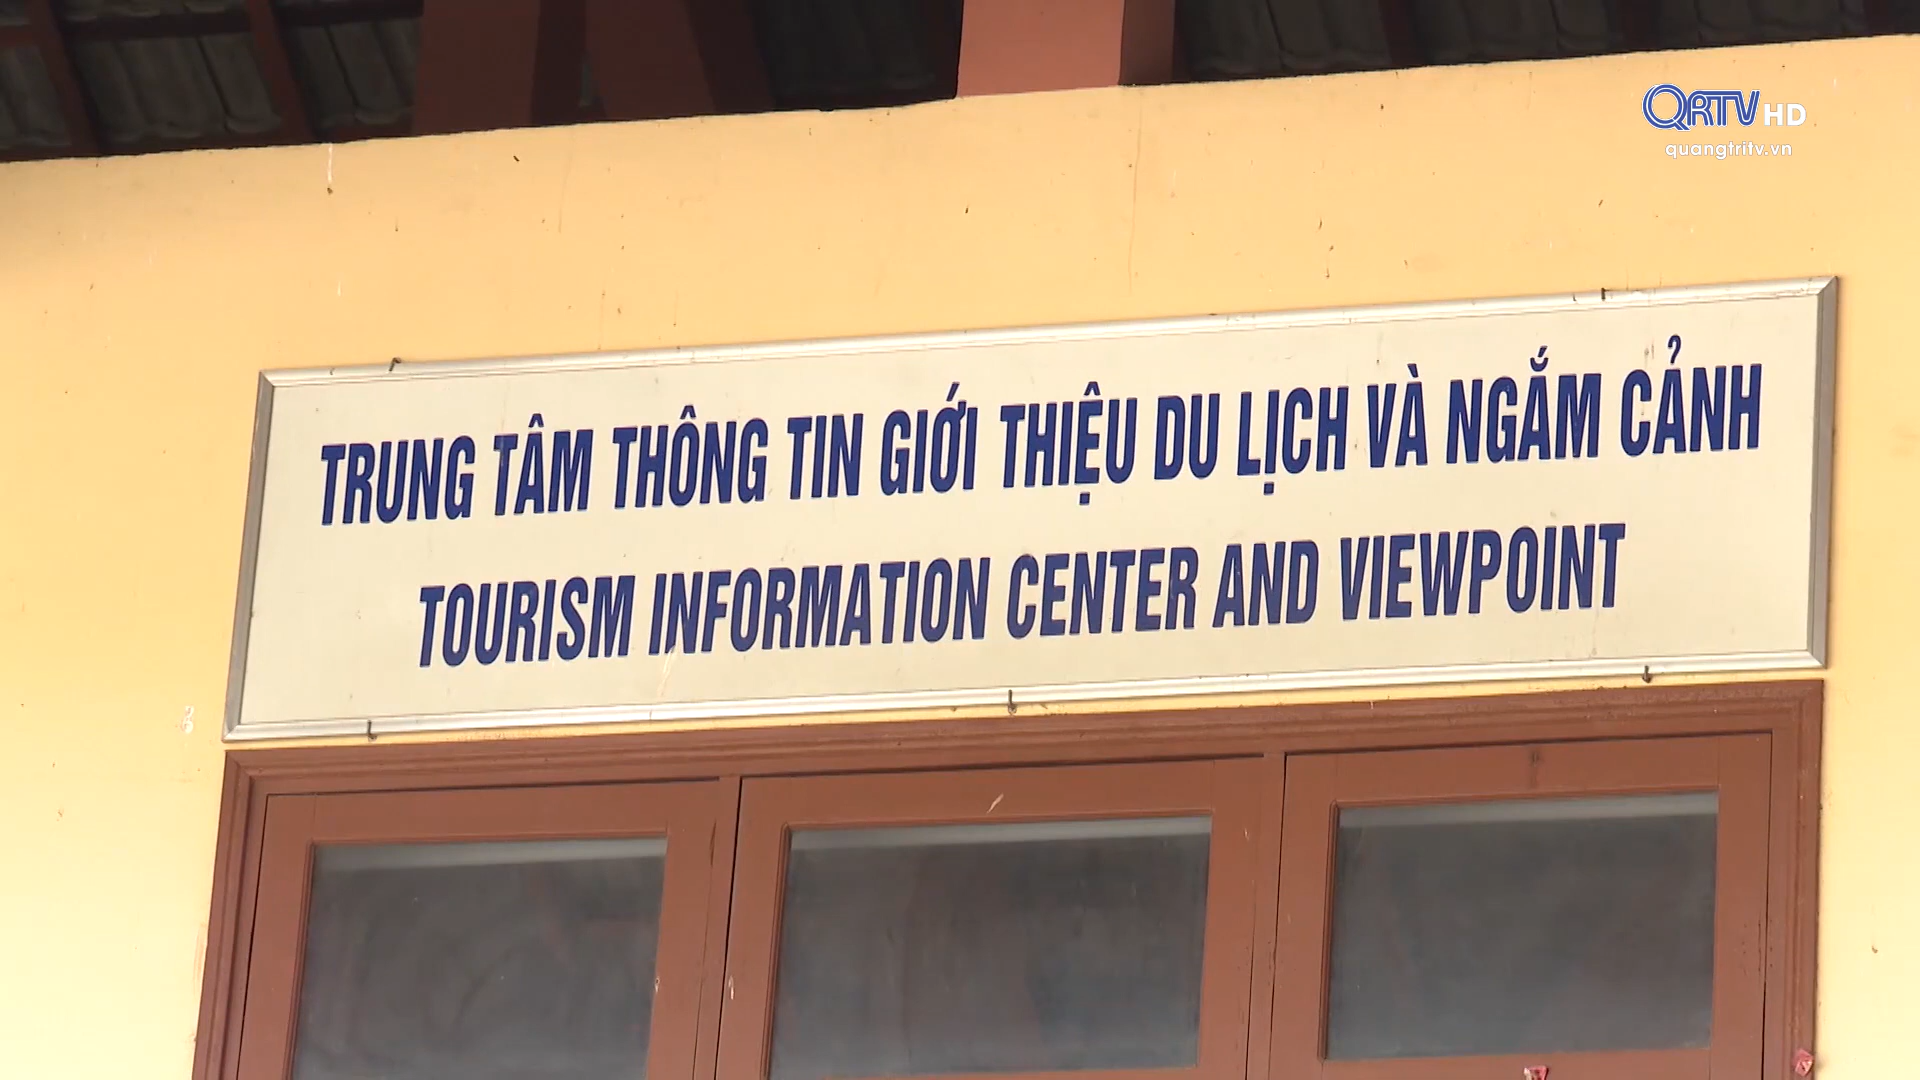 QRTV HD
quangtritv.vn
TRUNG TÂM THÔNG TIN GIỚI THIỆU DU LỊCH VÀ NGẮM CẢNH
TOURISM INFORMATION CENTER AND VIEWPOINT